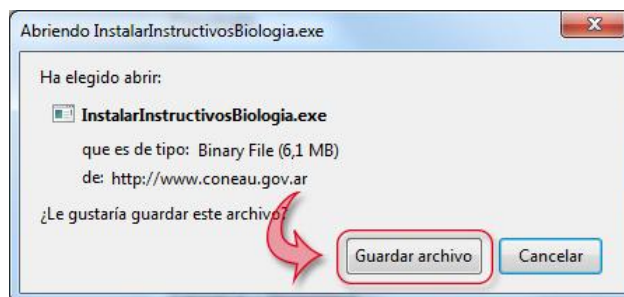 Abriendo InstalarInstructivosBiologia.exe
Ha elegido abrir:
InstalarInstructivosBiologia.exe
que es de tipo: Binary File (6,1 MB)
de: http://www.coneau.gov.ar
¿Le gustaría guardar este archivo?
Guardar archivo Cancelar